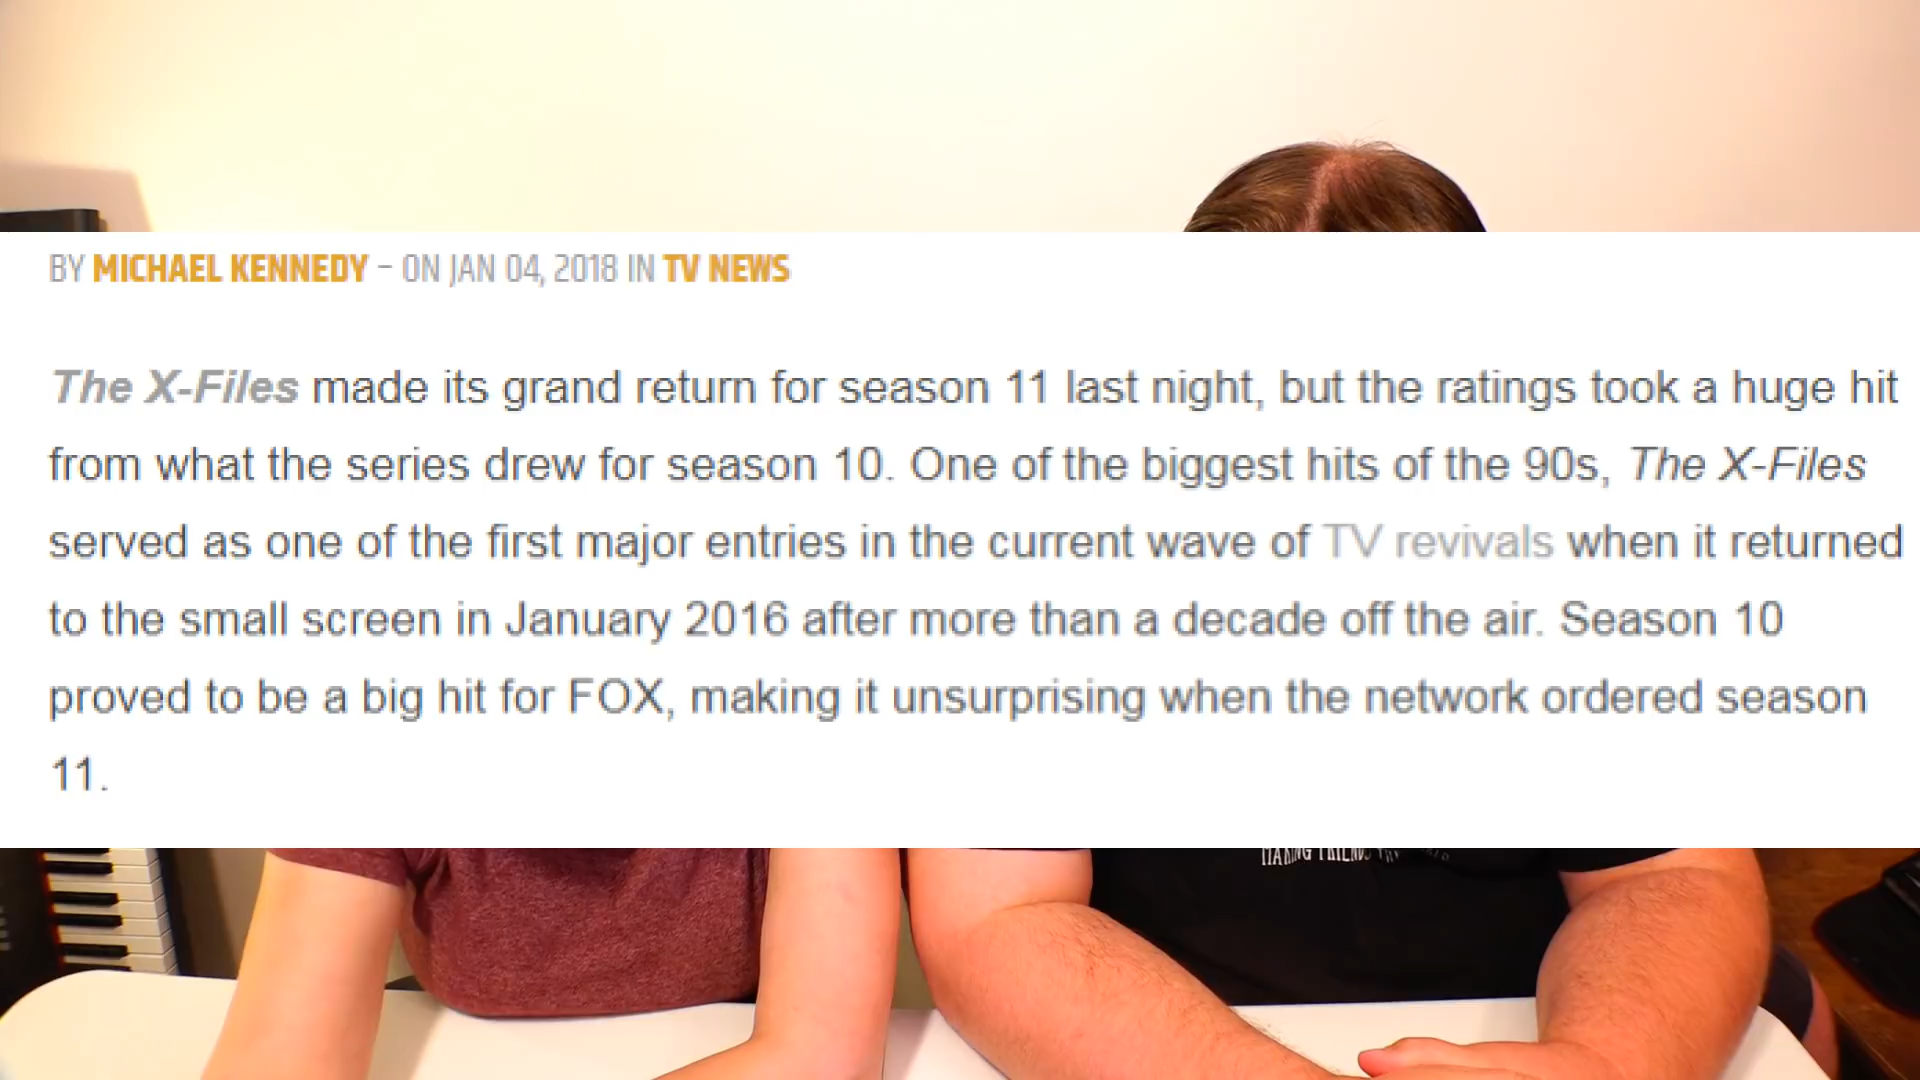 BY MICHAEL KENNEDY – ON JAN 04, 2018 IN TV NEWS
The X-Files made its grand return for season 11 last night, but the ratings took a huge hit
from what the series drew for season 10. One of the biggest hits of the 90s, The X-Files
served as one of the first major entries in the current wave of TV revivals when it returned
to the small screen in January 2016 after more than a decade off the air. Season 10
proved to be a big hit for FOX, making it unsurprising when the network ordered season
11.
MAKING FRIENDS